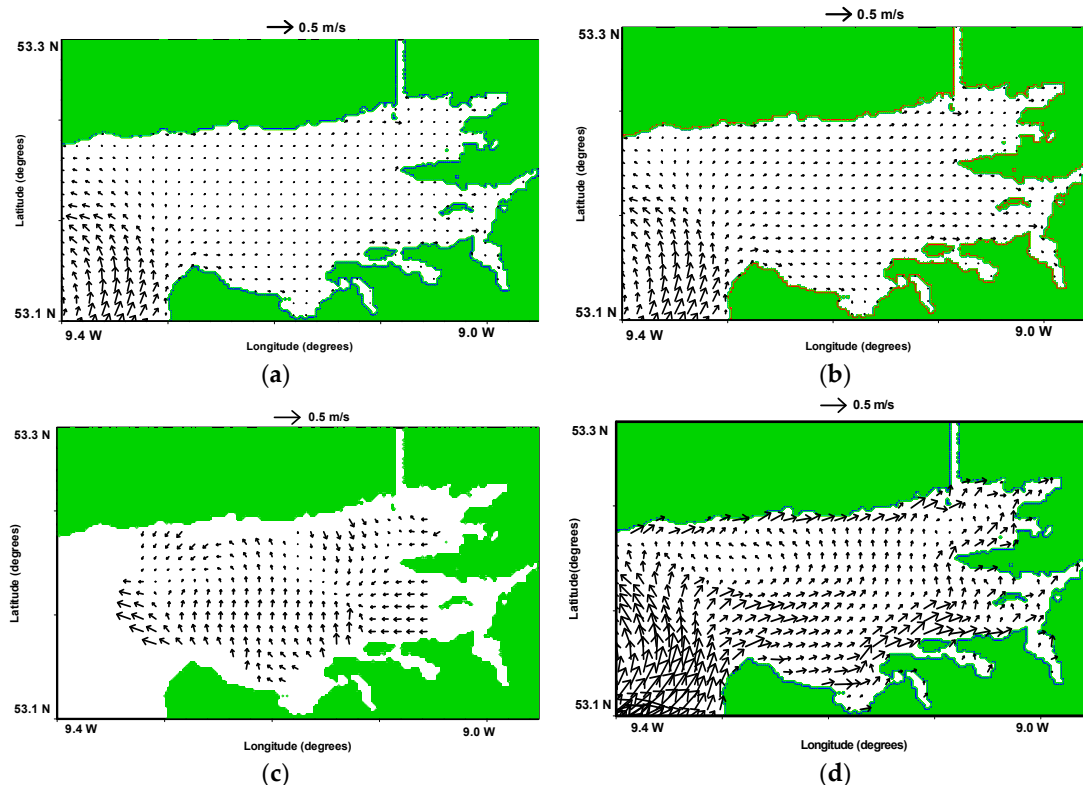 0.5 m/s
53.3 N
Latitude (degrees)
53.1 N
9.4 W
9.0 W
Longitude (degrees)
(a)
0.5 m/s
53.3 N
Latitude (degrees)
53.1 N
9.4 W
9.0 W
Longitude (degrees)
(b)
0.5 m/s
53.3 N
Latitude (degrees)
53.1 N
9.4 W
9.0 W
Longitude (degrees)
(c)
0.5 m/s
53.3 N
Latitude(degrees)
53.1 N
9.4 W
9.0 W
Longitude (degrees)
(d)